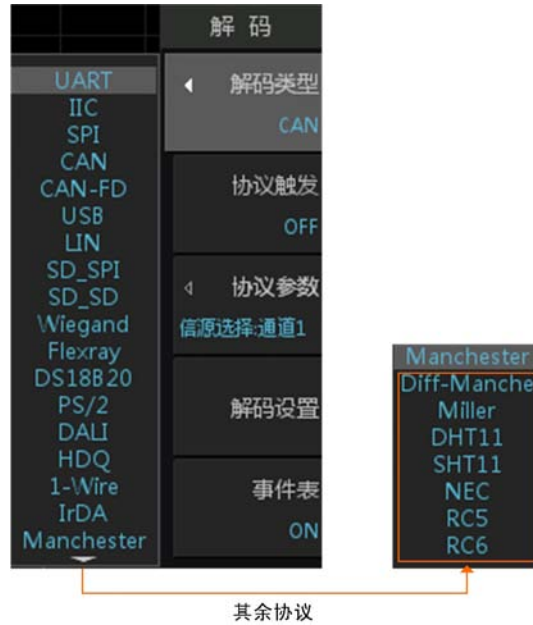 解码
UART
IIC
SPI
CAN
CAN-FD
USB
LIN
SD_SPI
SD_SD
Wiegand
Flexray
DS18B20
PS/2
DALI
HDQ
1-Wire
IrDA
Manchester
解码类型
CAN
协议触发
OFF
协议参数
信源选择:通道1
解码设置
事件表
ON
Manchester
Diff-Manche
Miller
DHT11
SHT11
NEC
RC5
RC6
其余协议